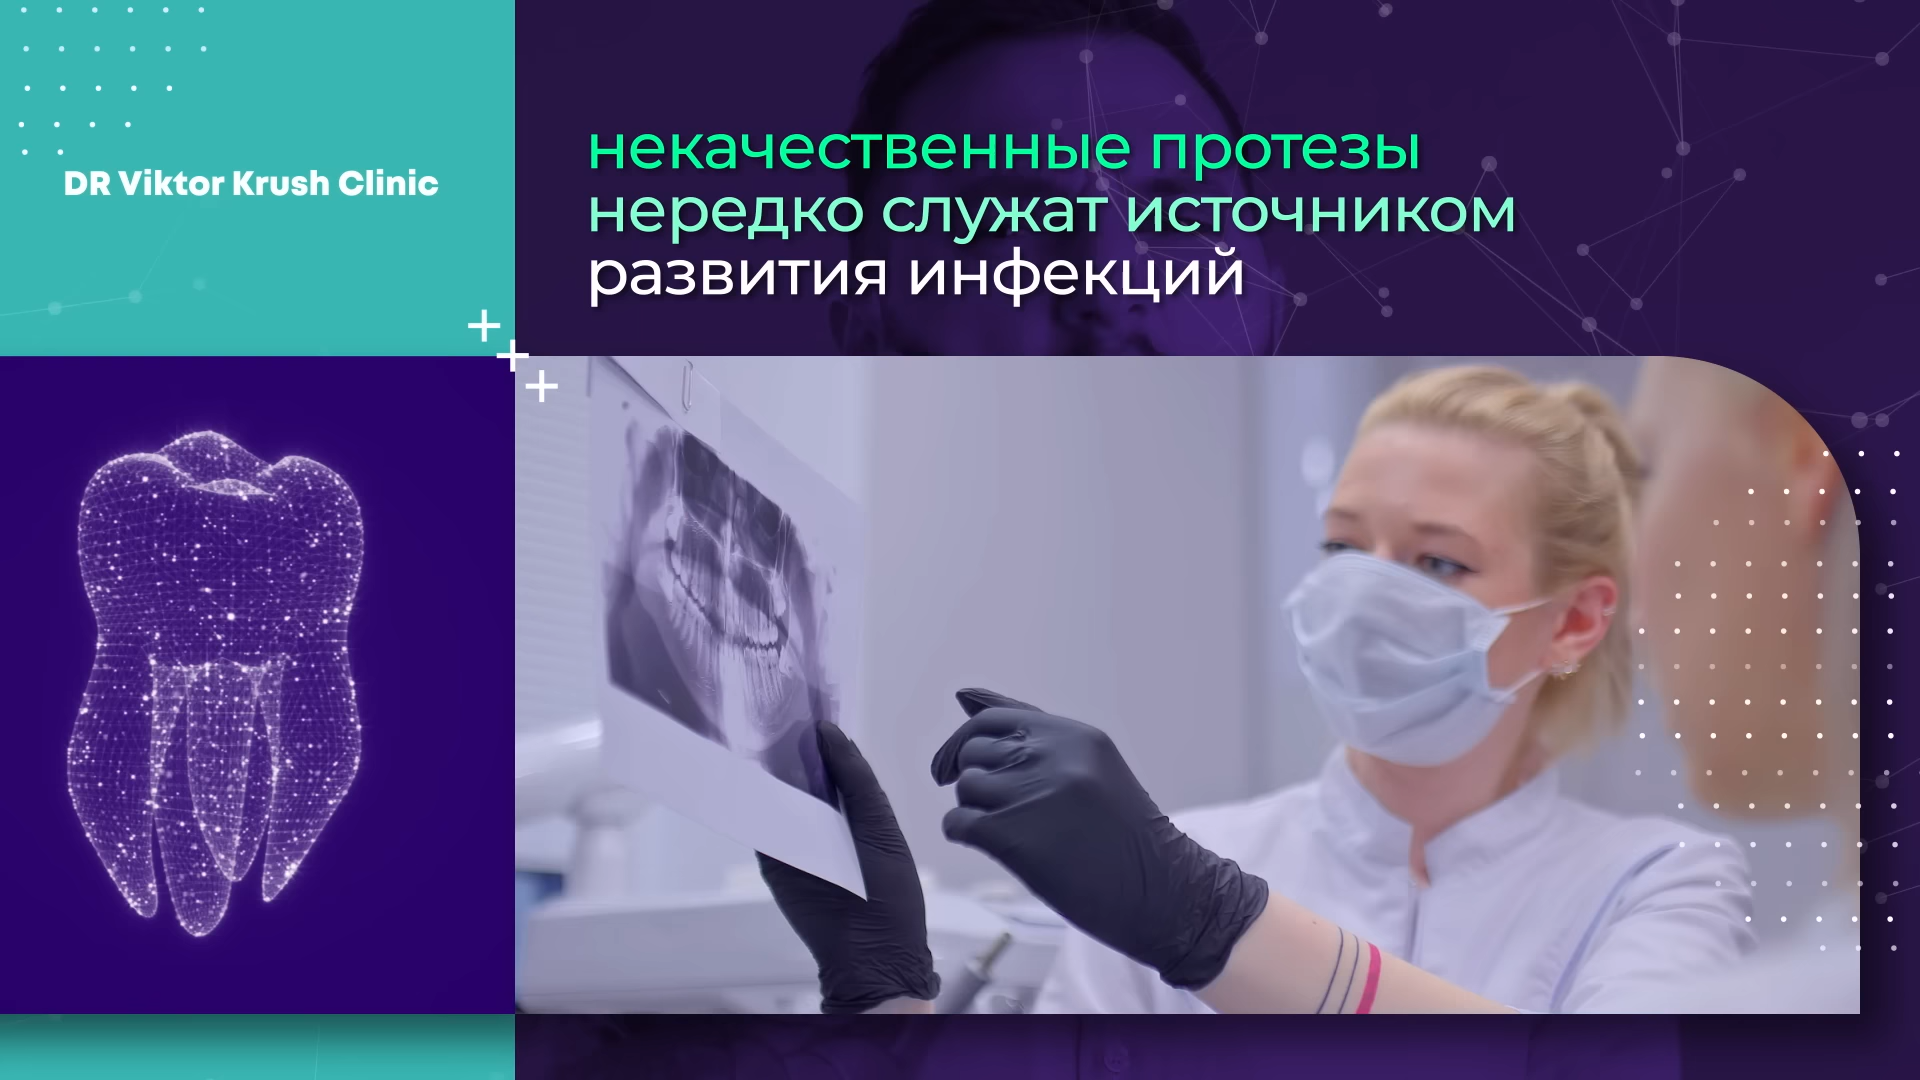 DR Viktor Krush Clinic
некачественные протезы
нередко служат источником
развития инфекций